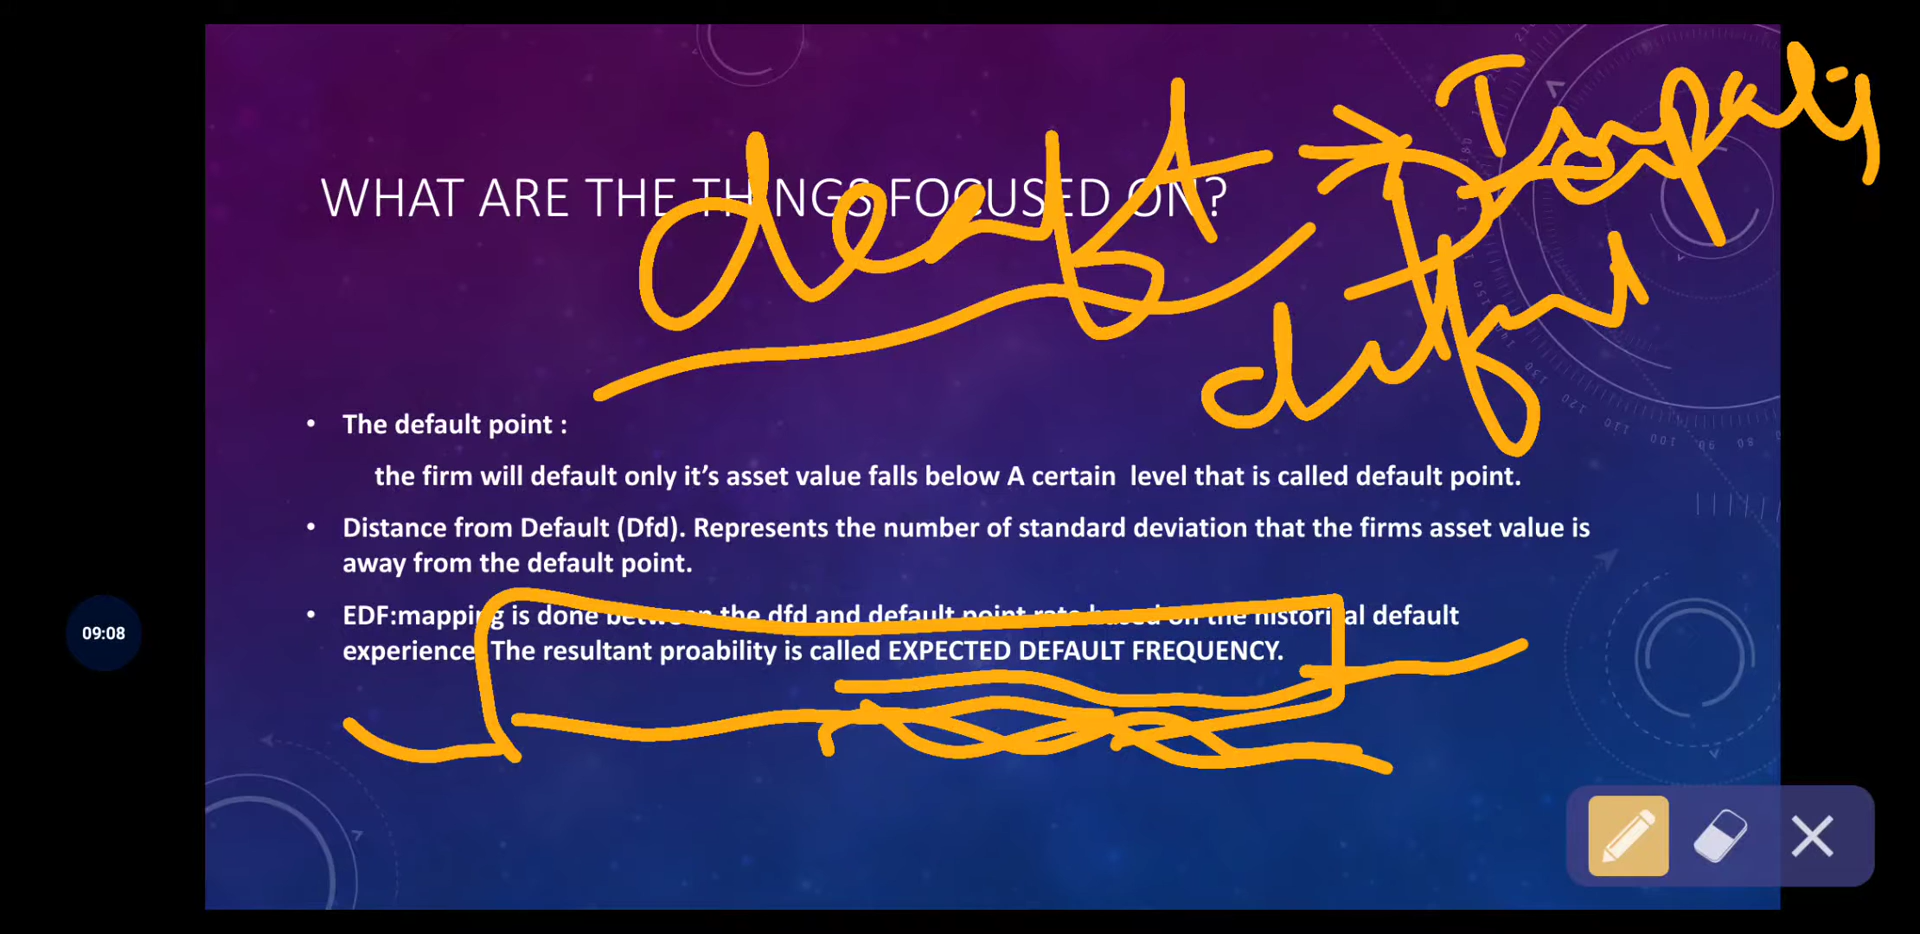 WHAT ARE THE THINGS FOCUSED ON?
• The default point :
the firm will default only it's asset value falls below A certain level that is called default point.
• Distance from Default (Dfd). Represents the number of standard deviation that the firms asset value is
away from the default point.
• EDF:mapping is done between the dfd and default point rate based on the historical default
experience The resultant proability is called EXPECTED DEFAULT FREQUENCY.
09:08